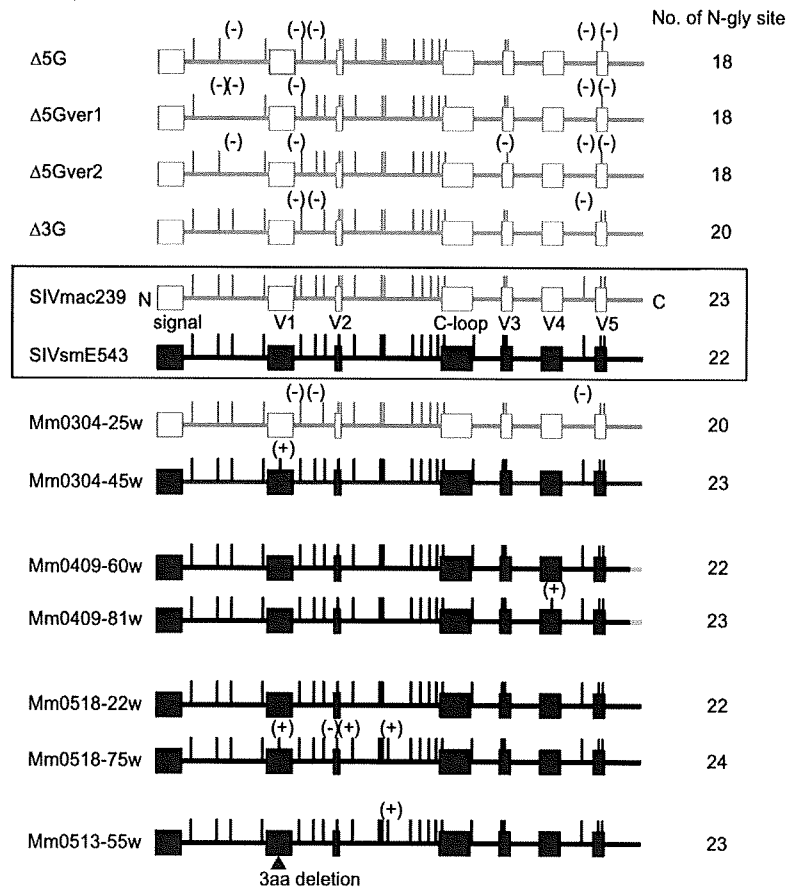 No. of N-gly site
(-) (-)(-) (-)(-)
Δ5G 18
(-)(-) (-) (-)(-)
Δ5Gver1 18
(-) (-) (-) (-)(-)
Δ5Gver2 18
(-)(-) (-)
Δ3G 20
SIVmac239 N C 23
signal V1 V2 C-loop V3 V4 V5
SIVsmE543 22
(-)(-) (-)
Mm0304-25w 20
(+)
Mm0304-45w 23
Mm0409-60w 22
(+)
Mm0409-81w 23
Mm0518-22w 22
(+) (-)(+) (+)
Mm0518-75w 24
(+)
Mm0513-55w 23
3aa deletion